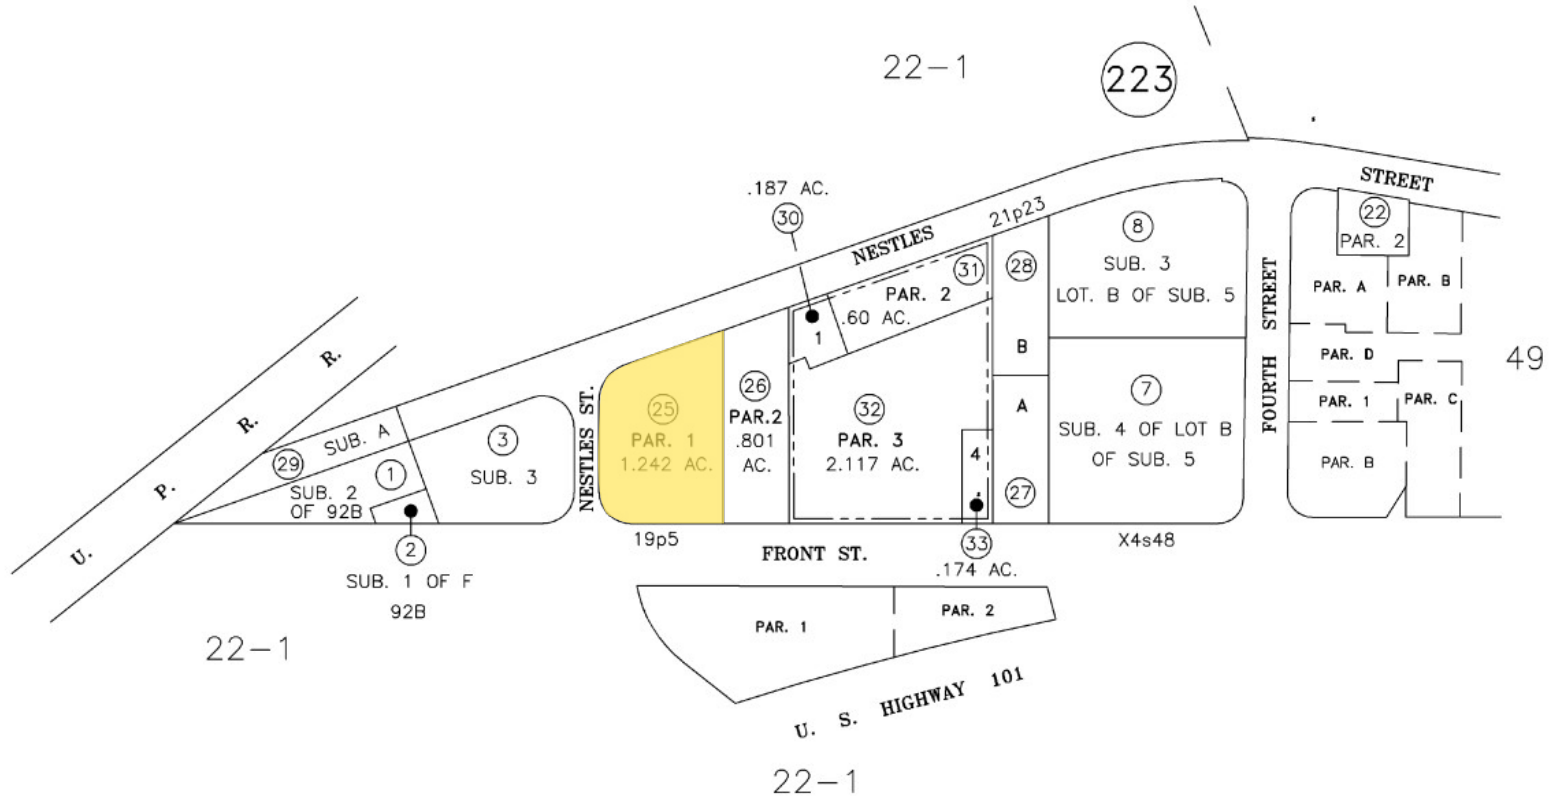 22-1
223
STREET
.187 AC.
30
NESTLES
21p23
22
PAR. 2
8
SUB. 3
LOT. B OF SUB. 5
28
B
31
PAR. 2
.60 AC.
1
PAR. A
PAR. B
FOURTH STREET
PAR. D
PAR. 1
PAR. C
PAR. B
49
U. P. R. R.
SUB. A
29
1
SUB. 2
OF 92B
3
SUB. 3
NESTLES ST.
25
PAR. 1
1.242 AC.
26
PAR.2
.801
AC.
32
PAR. 3
2.117 AC.
4
A
27
7
SUB. 4 OF LOT B
OF SUB. 5
2
SUB. 1 OF F
92B
19p5
FRONT ST.
33
.174 AC.
X4s48
PAR. 1
PAR. 2
22-1
U. S. HIGHWAY 101
22-1